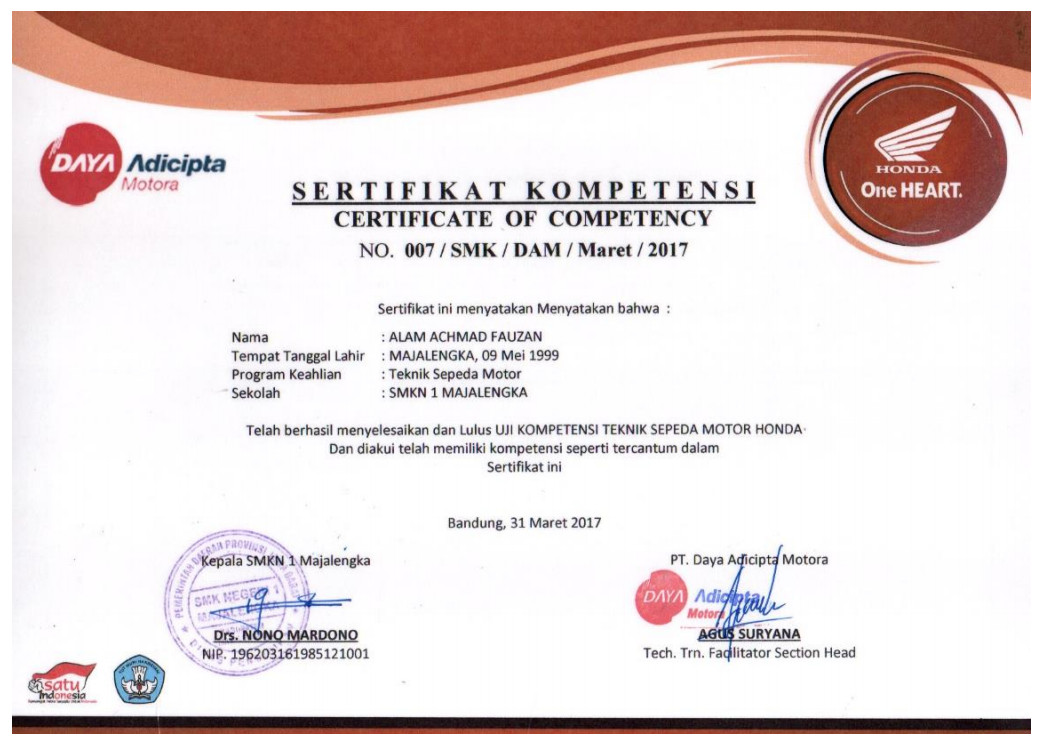 DAYA Adicipta
Motora
HONDA
One HEART.
SERTIFIKAT KOMPETENSI
CERTIFICATE OF COMPETENCY
NO. 007 / SMK / DAM / Maret / 2017
Sertifikat ini menyatakan Menyatakan bahwa :
Nama : ALAM ACHMAD FAUZAN
Tempat Tanggal Lahir : MAJALENGKA, 09 Mei 1999
Program Keahlian : Teknik Sepeda Motor
Sekolah : SMKN 1 MAJALENGKA
Telah berhasil menyelesaikan dan Lulus UJI KOMPETENSI TEKNIK SEPEDA MOTOR HONDA
Dan diakui telah memiliki kompetensi seperti tercantum dalam
Sertifikat ini
Bandung, 31 Maret 2017
Kepala SMKN 1 Majalengka
PEMERINTAH DAERAH PROVINSI
SMK NEGERI 1
Drs. NONO MARDONO
NIP. 196203161985121001
PT. Daya Adicipta Motora
DAYA Adicipta
Motora
AGUS SURYANA
Tech. Trn. Facilitator Section Head
satu
indonesia
TUT WURI HANDAYANI